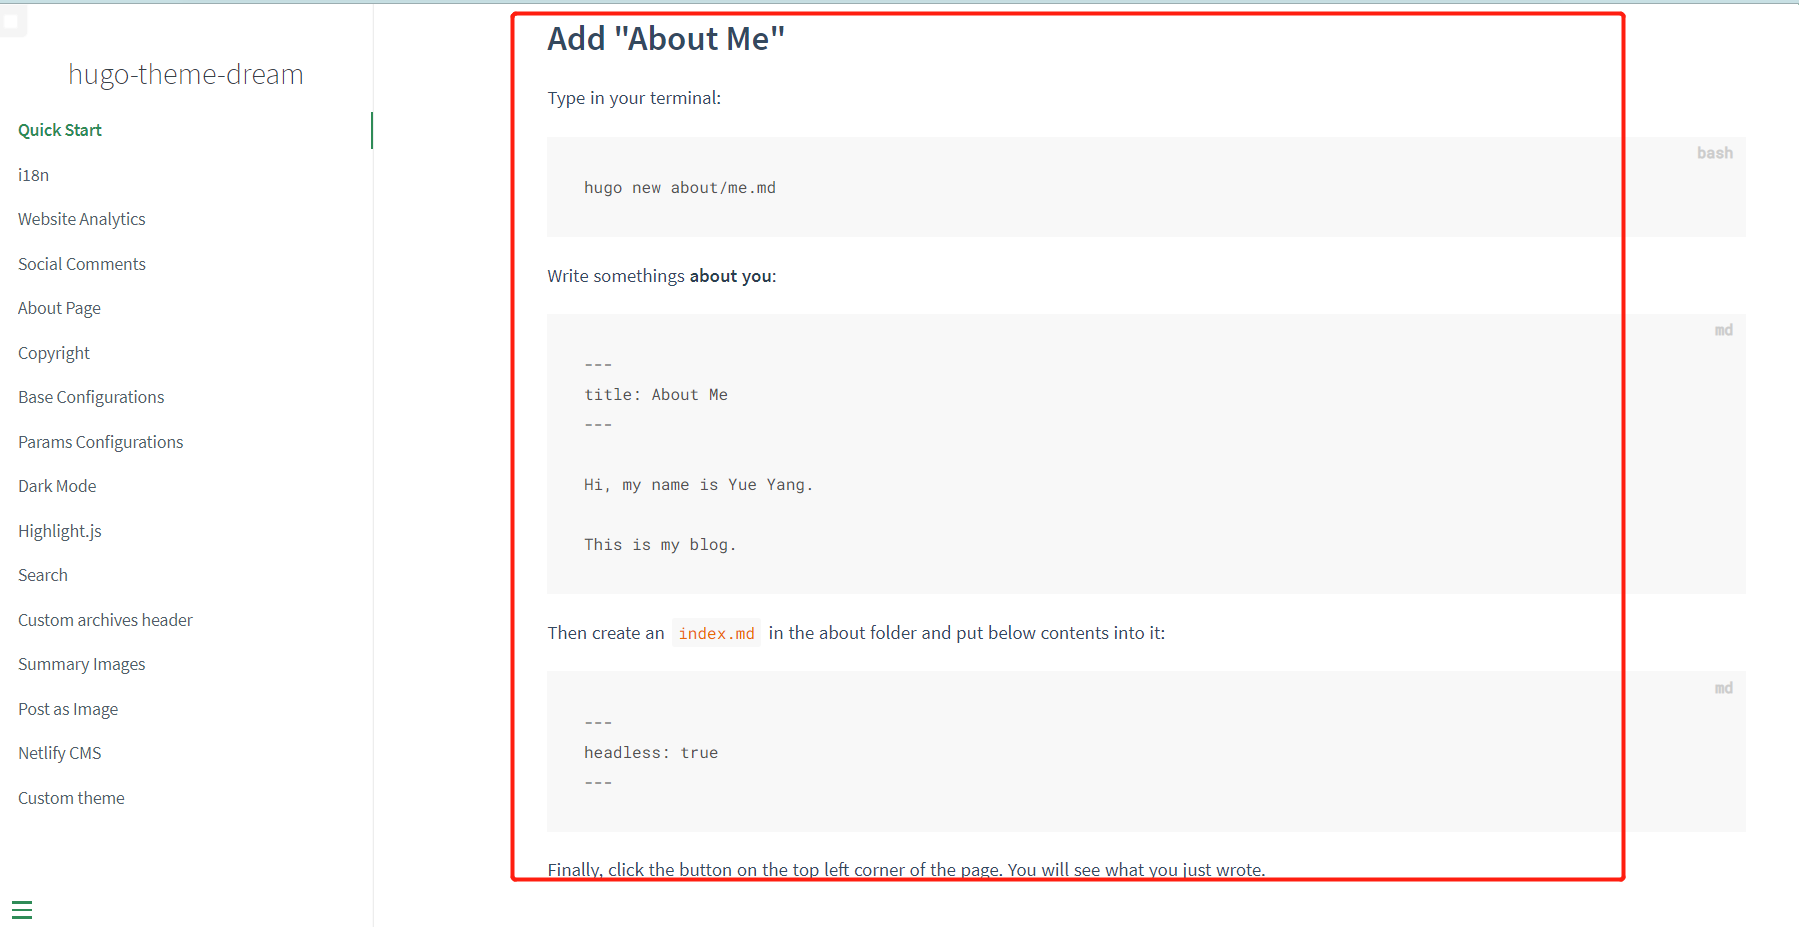 hugo-theme-dream
Quick Start
i18n
Website Analytics
Social Comments
About Page
Copyright
Base Configurations
Params Configurations
Dark Mode
Highlight.js
Search
Custom archives header
Summary Images
Post as Image
Netlify CMS
Custom theme
Add "About Me"
Type in your terminal:
bash
hugo new about/me.md
Write somethings about you:
md
---
title: About Me
---
Hi, my name is Yue Yang.
This is my blog.
Then create an index.md in the about folder and put below contents into it:
md
---
headless: true
---
Finally, click the button on the top left corner of the page. You will see what you just wrote.